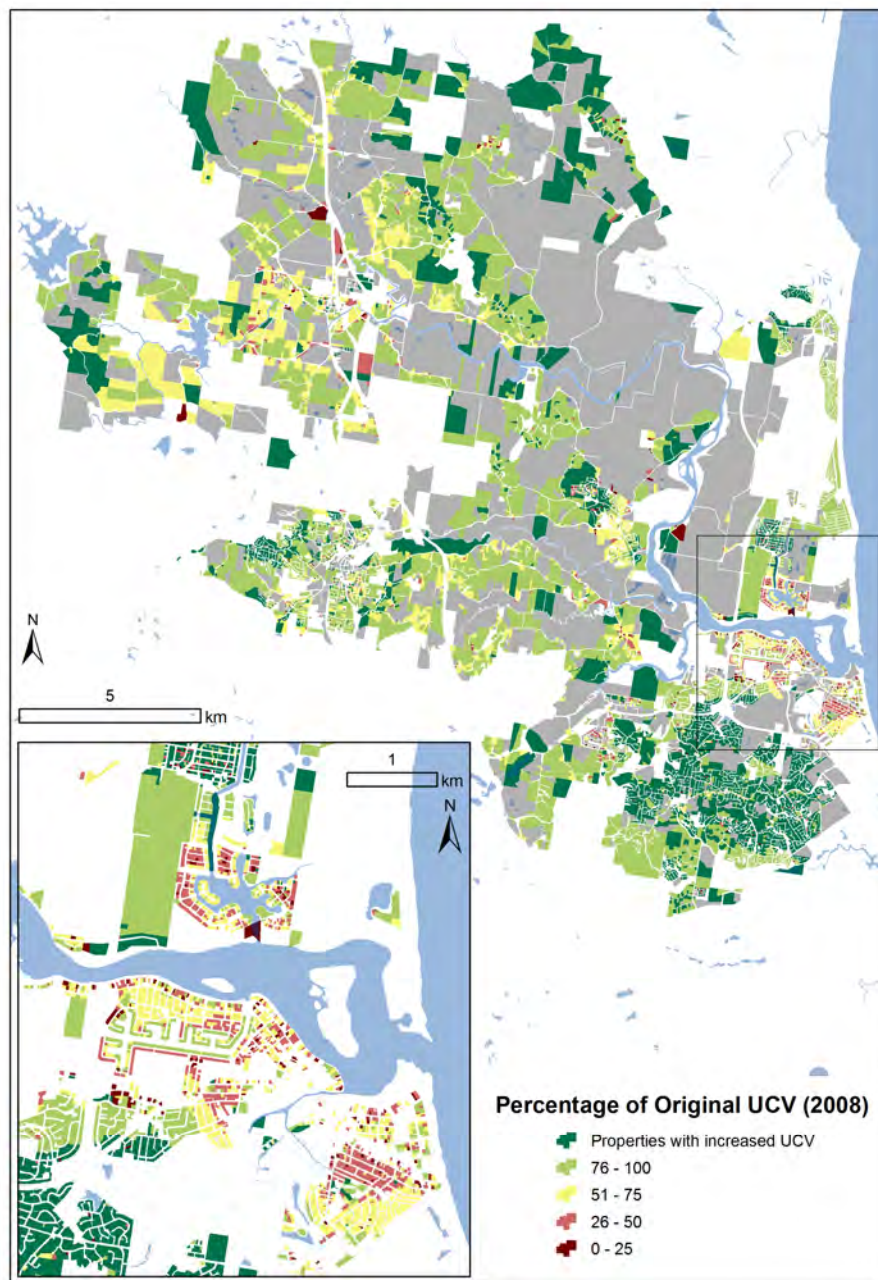 N
5
km
1
km
N
Percentage of Original UCV (2008)
Properties with increased UCV
76 - 100
51 - 75
26 - 50
0 - 25